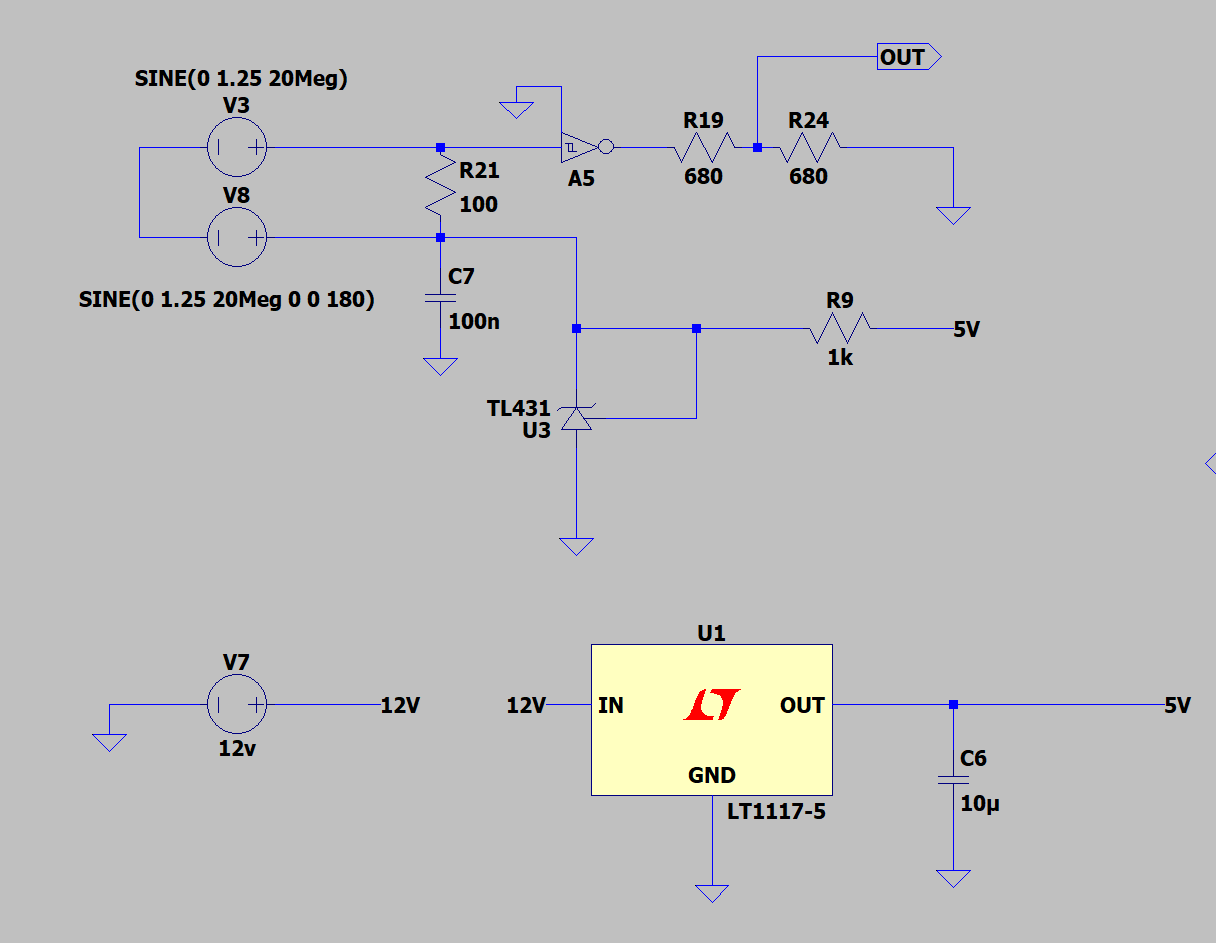 OUT
SINE(0 1.25 20Meg)
V3
R19
R24
A5
680
680
R21
100
V8
C7
100n
SINE(0 1.25 20Meg 0 0 180)
R9
5V
1k
TL431
U3
U1
V7
12V
12V
IN
OUT
5V
12v
C6
GND
10µ
LT1117-5